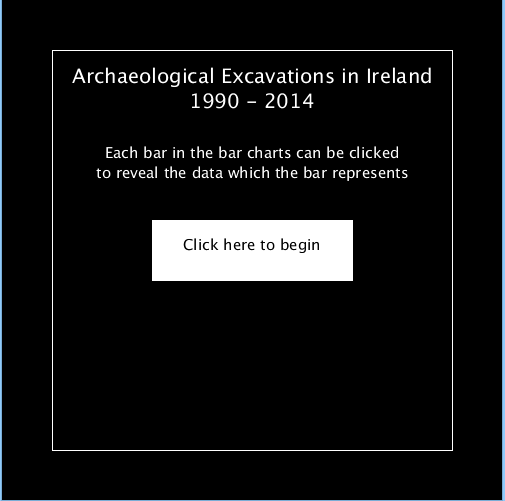 Archaeological Excavations in Ireland
1990 - 2014
Each bar in the bar charts can be clicked
to reveal the data which the bar represents
Click here to begin